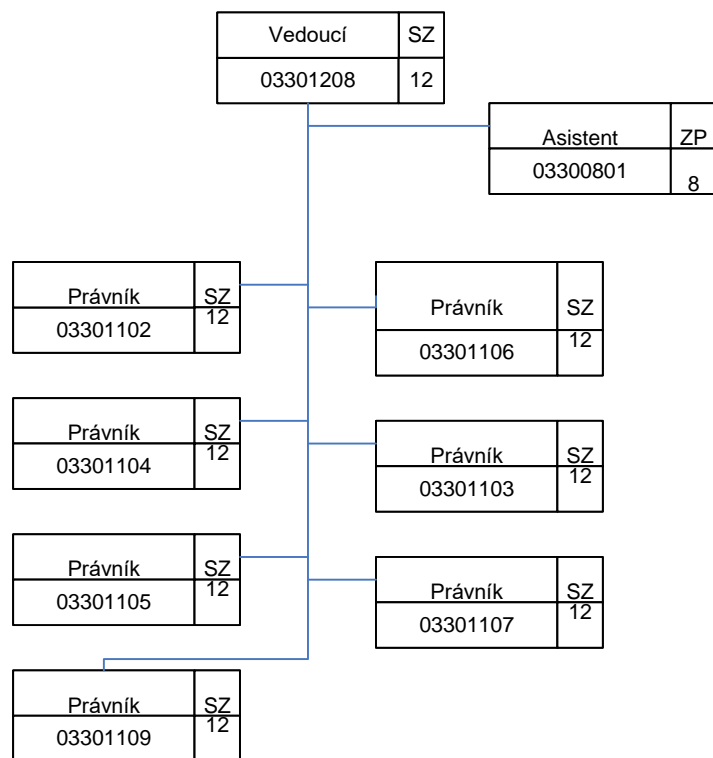 Vedoucí SZ
03301208 12
Asistent ZP
03300801 8
Právník SZ
03301102 12
Právník SZ
03301106 12
Právník SZ
03301104 12
Právník SZ
03301103 12
Právník SZ
03301105 12
Právník SZ
03301107 12
Právník SZ
03301109 12